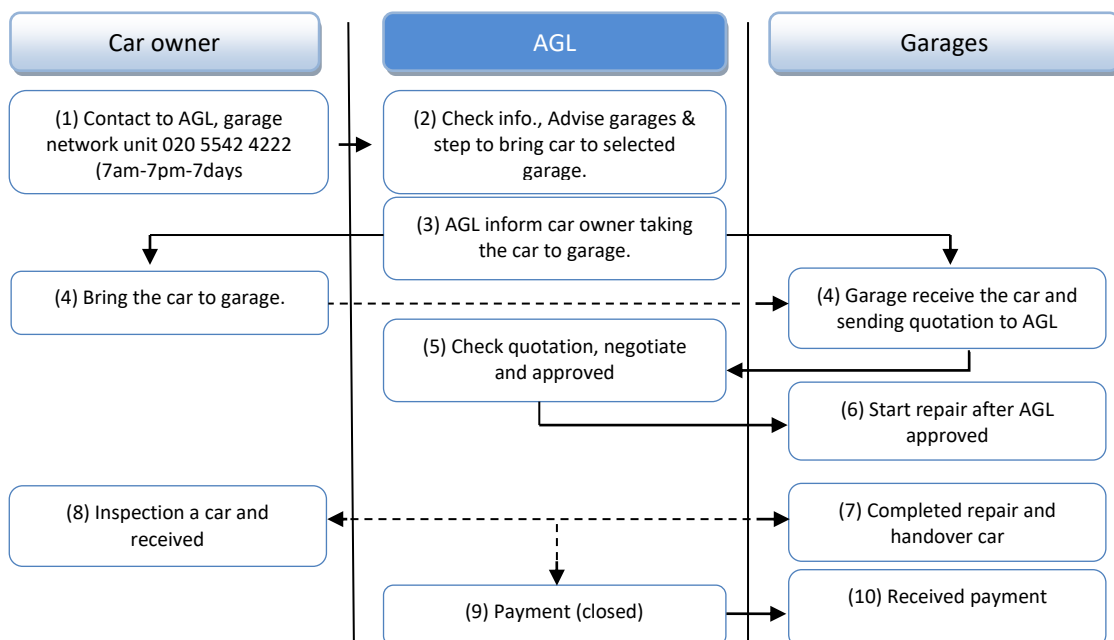 Car owner
AGL
Garages
(1) Contact to AGL, garage
network unit 020 5542 4222
(7am-7pm-7days
(2) Check info., Advise garages &
step to bring car to selected
garage.
(3) AGL inform car owner taking
the car to garage.
(4) Bring the car to garage.
(4) Garage receive the car and
sending quotation to AGL
(5) Check quotation, negotiate
and approved
(6) Start repair after AGL
approved
(8) Inspection a car and
received
(7) Completed repair and
handover car
(9) Payment (closed)
(10) Received payment